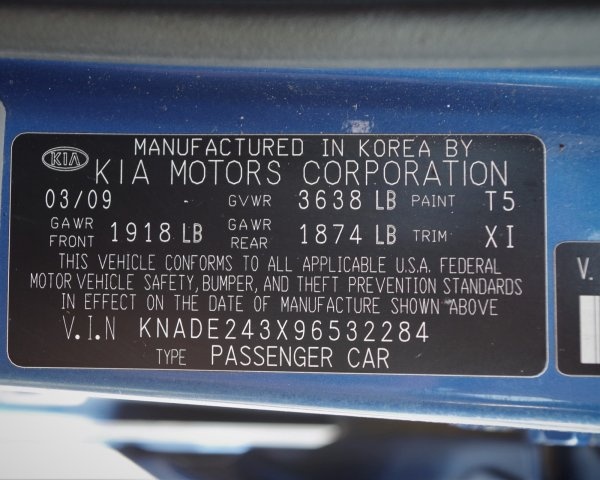 MANUFACTURED IN KOREA BY
KIA KIA MOTORS CORPORATION
03/09 - GVWR 3638 LB PAINT T5
GAWR FRONT 1918 LB GAWR REAR 1874 LB TRIM XI
THIS VEHICLE CONFORMS TO ALL APPLICABLE U.S.A. FEDERAL
MOTOR VEHICLE SAFETY, BUMPER, AND THEFT PREVENTION STANDARDS
IN EFFECT ON THE DATE OF MANUFACTURE SHOWN ABOVE
V.I.N KNADE243X96532284
TYPE PASSENGER CAR
V.